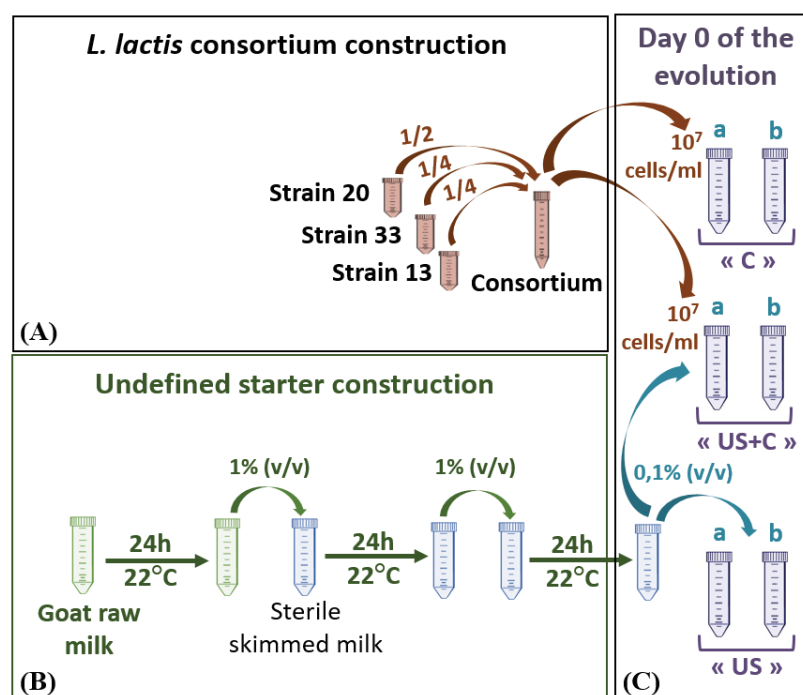 L. lactis consortium construction
1/2
1/4
1/4
Strain 20
Strain 33
Strain 13
Consortium
(A)
Undefined starter construction
1% (v/v)
1% (v/v)
24h
22°C
24h
22°C
24h
22°C
Goat raw
milk
Sterile
skimmed milk
(B)
Day 0 of the
evolution
10⁷
cells/ml
a b
« C »
10⁷
cells/ml
a b
« US+C »
0,1% (v/v)
a b
« US »
(C)